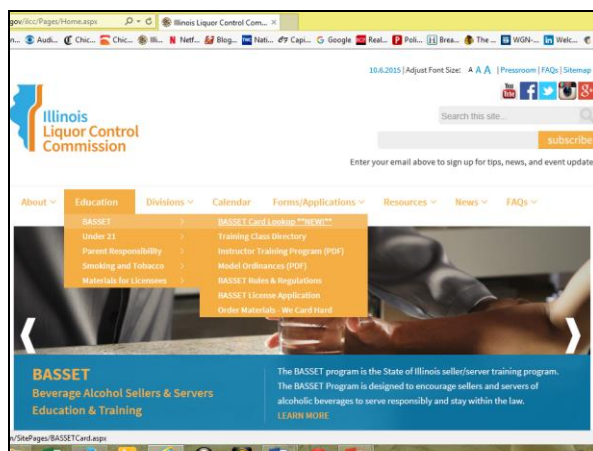 gov/ilcc/Pages/Home.aspx
Illinois Liquor Control Com...
Audi... Chic... Chic... Illi... Netf... Blog... Nati... Capi... Google Real... Poli... Brea... The ... WGN-... Welc...
10.6.2015 | Adjust Font Size: A A A | Pressroom | FAQs | Sitemap
You Tube
Search this site...
Illinois
Liquor Control
Commission
subscribe
Enter your email above to sign up for tips, news, and event update
About Education Divisions Calendar Forms/Applications Resources News FAQs
BASSET
Under 21
Parent Responsibility
Smoking and Tobacco
Materials for Licensees
BASSET Card Lookup **NEW!**
Training Class Directory
Instructor Training Program (PDF)
Model Ordinances (PDF)
BASSET Rules & Regulations
BASSET License Application
Order Materials - We Card Hard
BASSET
Beverage Alcohol Sellers & Servers
Education & Training
The BASSET program is the State of Illinois seller/server training program.
The BASSET Program is designed to encourage sellers and servers of
alcoholic beverages to serve responsibly and stay within the law.
LEARN MORE
n/SitePages/BASSETCard.aspx